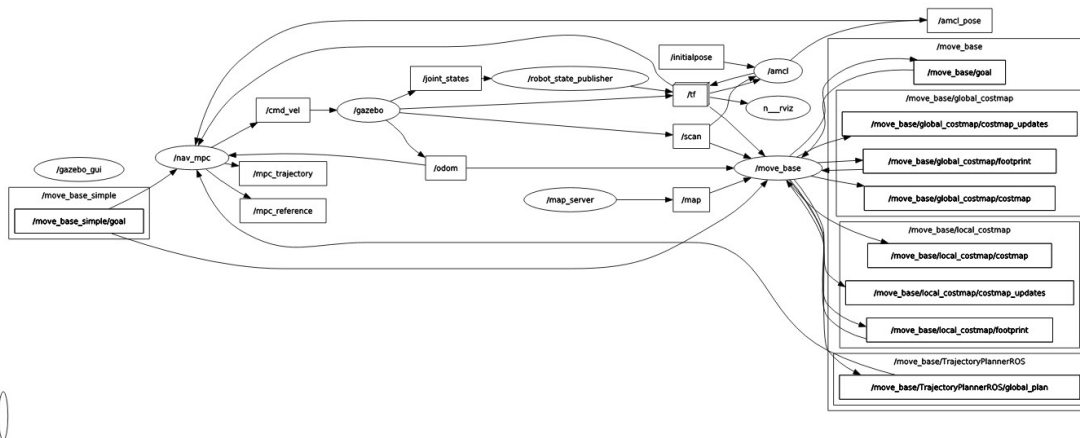 /amcl_pose
/move_base
/initialpose
/joint_states
/robot_state_publisher
/amcl
/move_base/goal
/tf
n___rviz
/move_base/global_costmap
/cmd_vel
/gazebo
/move_base/global_costmap/costmap_updates
/scan
/nav_mpc
/move_base/global_costmap/footprint
/gazebo_gui
/mpc_trajectory
/odom
/move_base
/move_base_simple
/map_server
/map
/move_base/global_costmap/costmap
/mpc_reference
/move_base_simple/goal
/move_base/local_costmap
/move_base/local_costmap/costmap
/move_base/local_costmap/costmap_updates
/move_base/local_costmap/footprint
/move_base/TrajectoryPlannerROS
/move_base/TrajectoryPlannerROS/global_plan